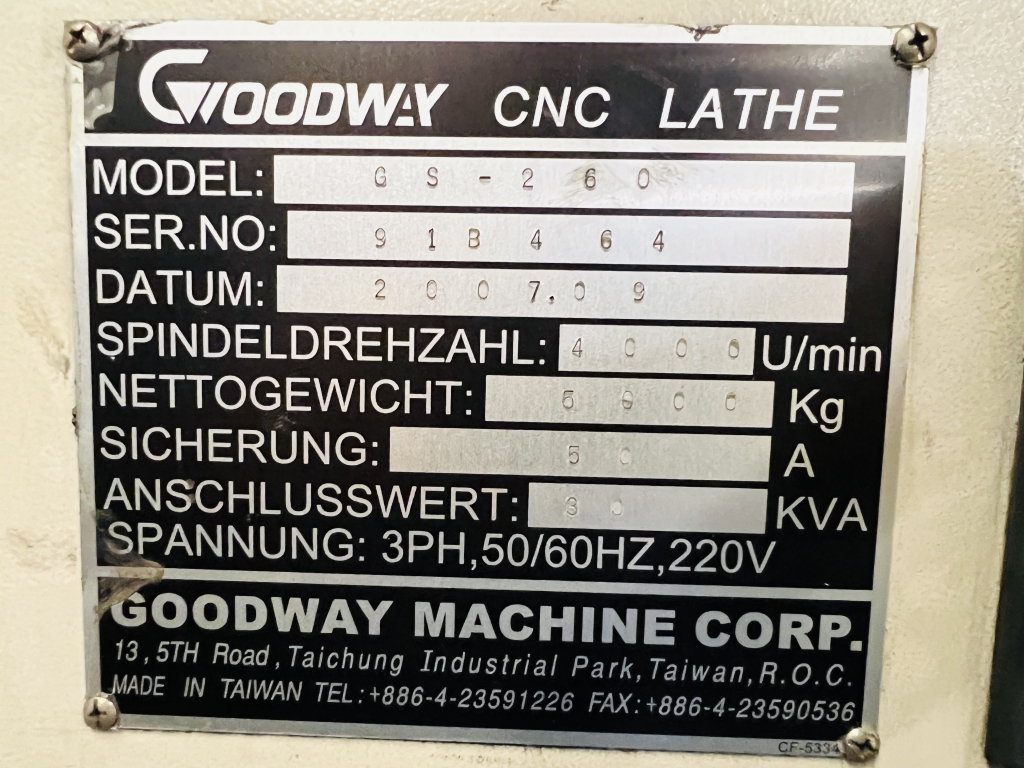 GOODWAY CNC LATHE
MODEL: GS-260
SER.NO: 91B464
DATUM: 2007.09
SPINDELDREHZAHL: 4000 U/min
NETTOGEWICHT: 5900 Kg
SICHERUNG: 50 A
ANSCHLUSSWERT: 30 KVA
SPANNUNG: 3PH,50/60HZ,220V
GOODWAY MACHINE CORP.
13,5TH Road,Taichung Industrial Park,Taiwan,R.O.C.
MADE IN TAIWAN TEL:+886-4-23591226 FAX:+886-4-23590536
CF-5334